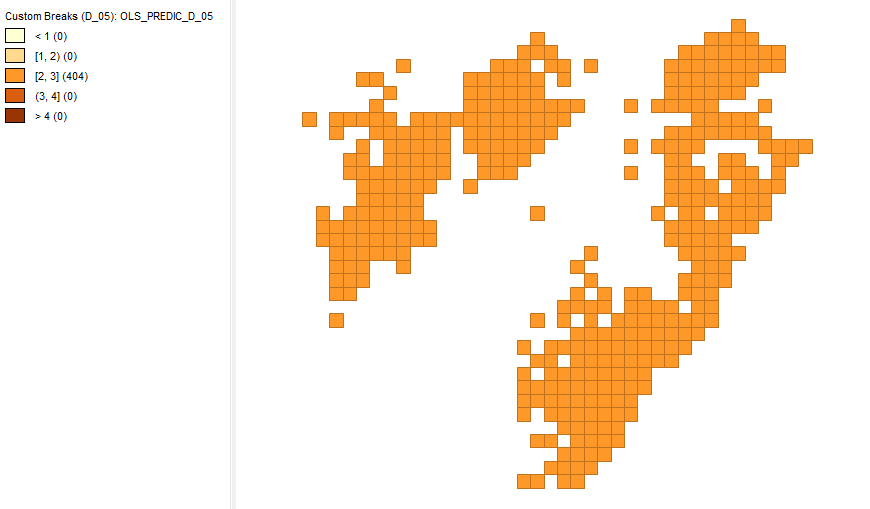 Custom Breaks (D_05): OLS_PREDIC_D_05
< 1 (0)
[1, 2) (0)
[2, 3] (404)
(3, 4] (0)
> 4 (0)